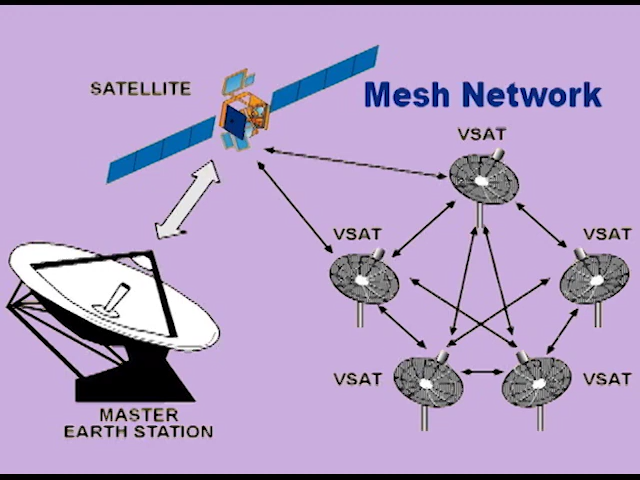 SATELLITE
Mesh Network
VSAT
VSAT
VSAT
VSAT
VSAT
MASTER
EARTH STATION